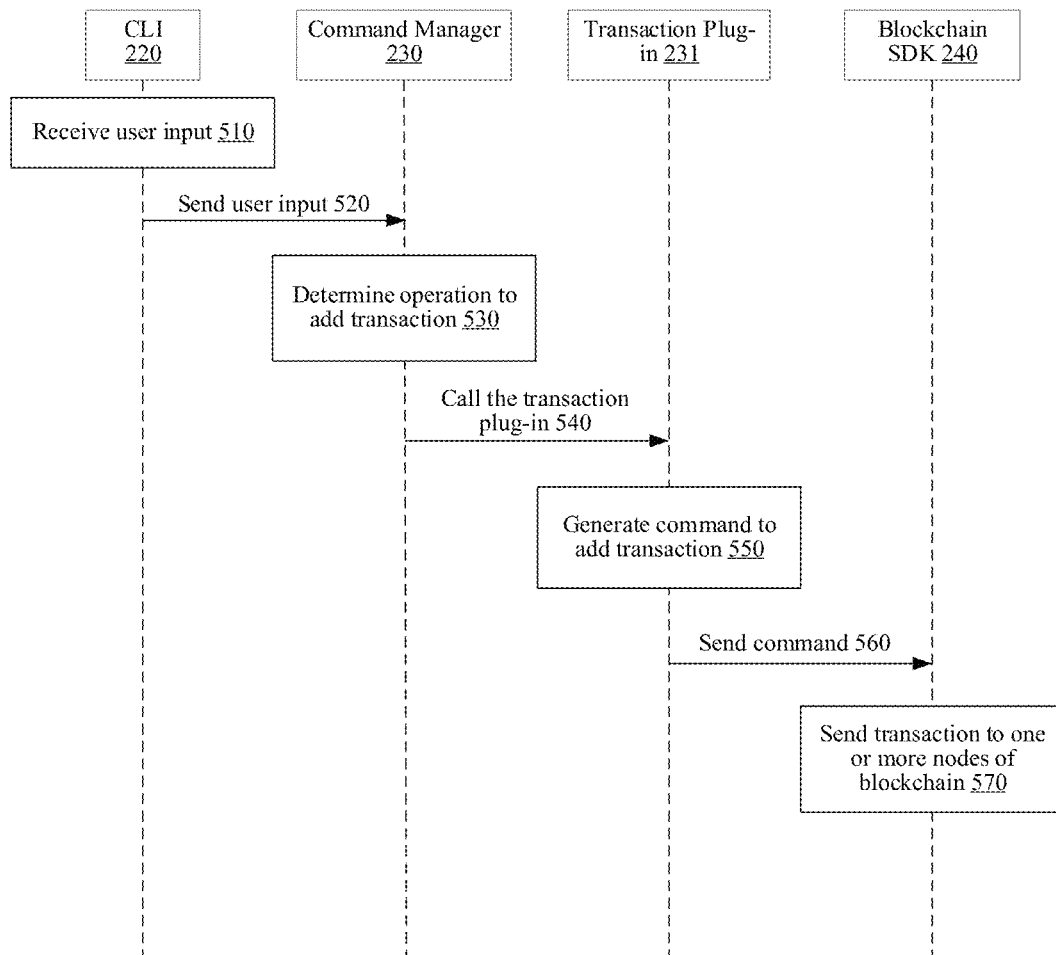 CLI
220
Command Manager
230
Transaction Plug-
in 231
Blockchain
SDK 240
Receive user input 510
Send user input 520
Determine operation to
add transaction 530
Call the transaction
plug-in 540
Generate command to
add transaction 550
Send command 560
Send transaction to one
or more nodes of
blockchain 570